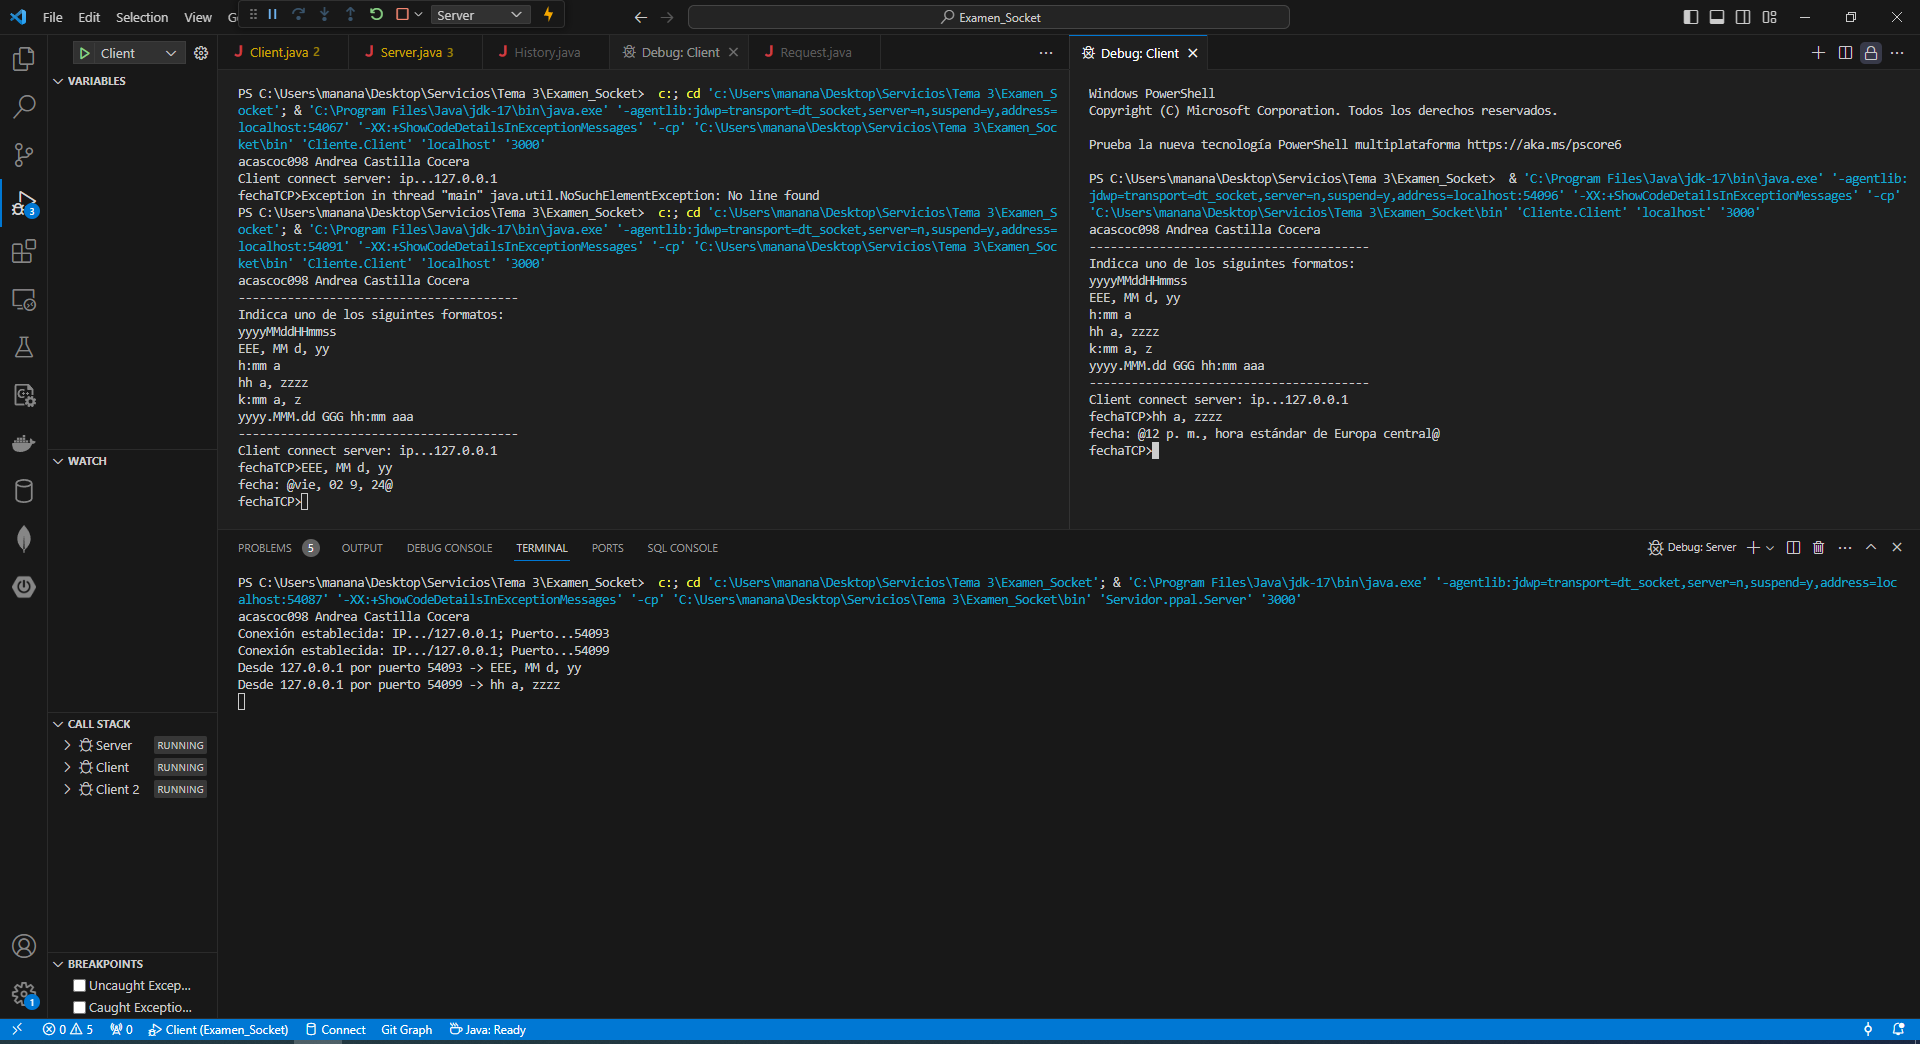 File Edit Selection View G
Server
Examen_Socket
Client
Client.java 2
Server.java 3
History.java
Debug: Client
Request.java
Debug: Client
VARIABLES
PS C:\Users\manana\Desktop\Servicios\Tema 3\Examen_Socket>  c:; cd 'c:\Users\manana\Desktop\Servicios\Tema 3\Examen_S
ocket'; & 'C:\Program Files\Java\jdk-17\bin\java.exe' '-agentlib:jdwp=transport=dt_socket,server=n,suspend=y,address=
localhost:54067' '-XX:+ShowCodeDetailsInExceptionMessages' '-cp' 'C:\Users\manana\Desktop\Servicios\Tema 3\Examen_Soc
ket\bin' 'Cliente.Client' 'localhost' '3000'
acascoc098 Andrea Castilla Cocera
Client connect server: ip...127.0.0.1
fechaTCP>Exception in thread "main" java.util.NoSuchElementException: No line found
PS C:\Users\manana\Desktop\Servicios\Tema 3\Examen_Socket>  c:; cd 'c:\Users\manana\Desktop\Servicios\Tema 3\Examen_S
ocket'; & 'C:\Program Files\Java\jdk-17\bin\java.exe' '-agentlib:jdwp=transport=dt_socket,server=n,suspend=y,address=
localhost:54091' '-XX:+ShowCodeDetailsInExceptionMessages' '-cp' 'C:\Users\manana\Desktop\Servicios\Tema 3\Examen_Soc
ket\bin' 'Cliente.Client' 'localhost' '3000'
acascoc098 Andrea Castilla Cocera
----------------------------------------
Indicca uno de los siguintes formatos:
yyyyMMddHHmmss
EEE, MM d, yy
h:mm a
hh a, zzzz
k:mm a, z
yyyy.MMM.dd GGG hh:mm aaa
----------------------------------------
Client connect server: ip...127.0.0.1
fechaTCP>EEE, MM d, yy
fecha: @vie, 02 9, 24@
fechaTCP>
Windows PowerShell
Copyright (C) Microsoft Corporation. Todos los derechos reservados.
Prueba la nueva tecnología PowerShell multiplataforma https://aka.ms/pscore6
PS C:\Users\manana\Desktop\Servicios\Tema 3\Examen_Socket>  & 'C:\Program Files\Java\jdk-17\bin\java.exe' '-agentlib:
jdwp=transport=dt_socket,server=n,suspend=y,address=localhost:54096' '-XX:+ShowCodeDetailsInExceptionMessages' '-cp'
'C:\Users\manana\Desktop\Servicios\Tema 3\Examen_Socket\bin' 'Cliente.Client' 'localhost' '3000'
acascoc098 Andrea Castilla Cocera
----------------------------------------
Indicca uno de los siguintes formatos:
yyyyMMddHHmmss
EEE, MM d, yy
h:mm a
hh a, zzzz
k:mm a, z
yyyy.MMM.dd GGG hh:mm aaa
----------------------------------------
Client connect server: ip...127.0.0.1
fechaTCP>hh a, zzzz
fecha: @12 p. m., hora estándar de Europa central@
fechaTCP>
WATCH
PROBLEMS 5 OUTPUT DEBUG CONSOLE TERMINAL PORTS SQL CONSOLE
Debug: Server
PS C:\Users\manana\Desktop\Servicios\Tema 3\Examen_Socket>  c:; cd 'c:\Users\manana\Desktop\Servicios\Tema 3\Examen_Socket'; & 'C:\Program Files\Java\jdk-17\bin\java.exe' '-agentlib:jdwp=transport=dt_socket,server=n,suspend=y,address=loc
alhost:54087' '-XX:+ShowCodeDetailsInExceptionMessages' '-cp' 'C:\Users\manana\Desktop\Servicios\Tema 3\Examen_Socket\bin' 'Servidor.ppal.Server' '3000'
acascoc098 Andrea Castilla Cocera
Conexión establecida: IP.../127.0.0.1; Puerto...54093
Conexión establecida: IP.../127.0.0.1; Puerto...54099
Desde 127.0.0.1 por puerto 54093 -> EEE, MM d, yy
Desde 127.0.0.1 por puerto 54099 -> hh a, zzzz
CALL STACK
Server RUNNING
Client RUNNING
Client 2 RUNNING
BREAKPOINTS
Uncaught Excep...
Caught Exceptio...
3
1
0 5 0 Client (Examen_Socket) Connect Git Graph Java: Ready